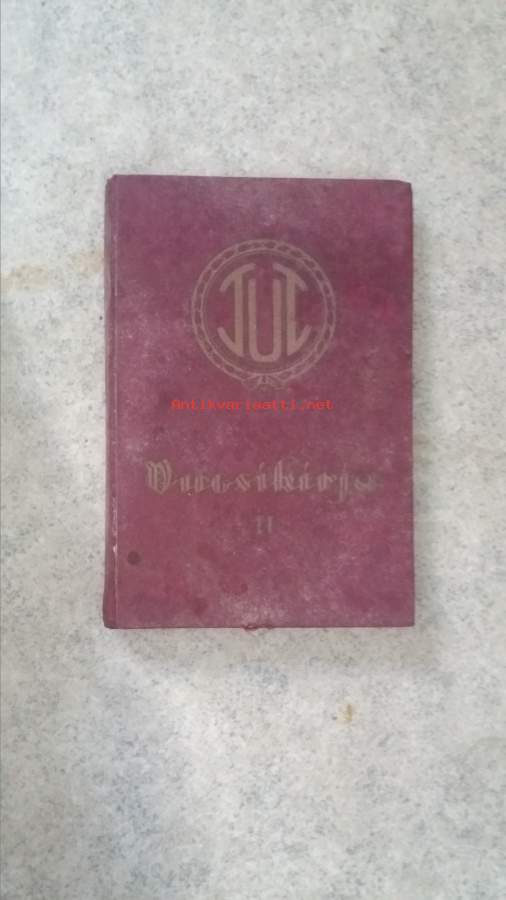 TUL
Antikvariaatti.net
Vuosikirja
II